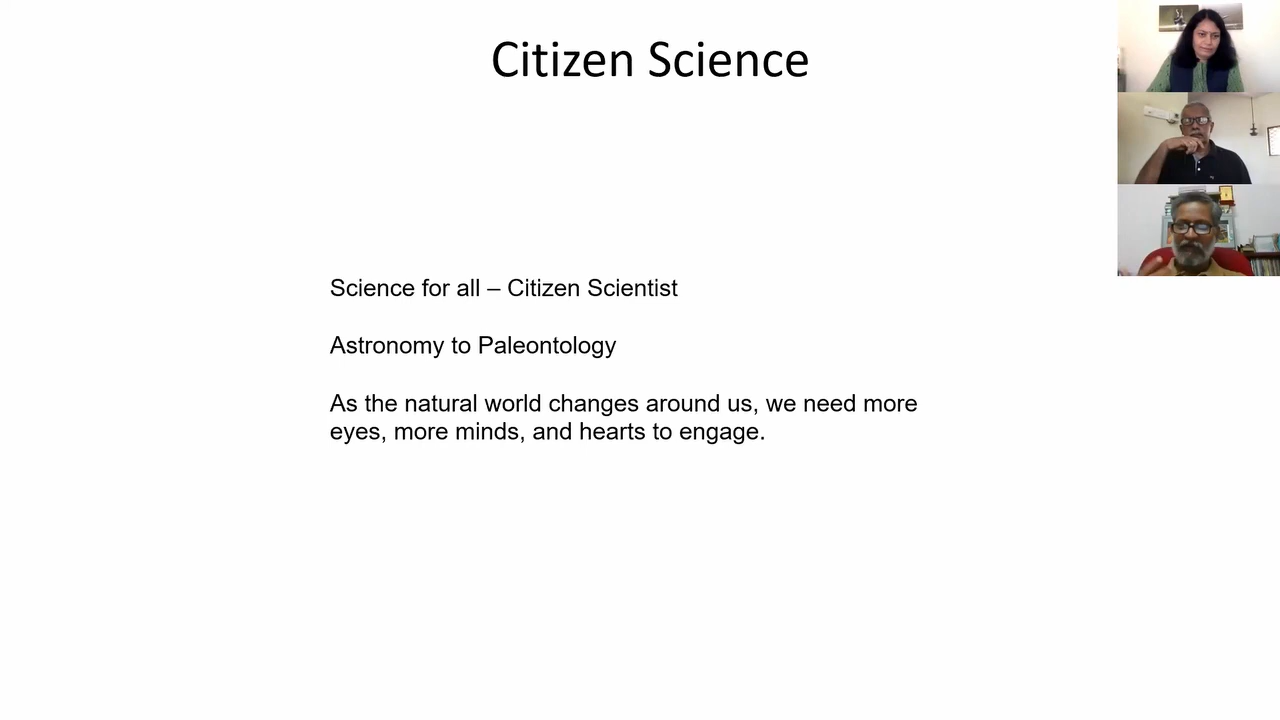 Citizen Science
Science for all – Citizen Scientist
Astronomy to Paleontology
As the natural world changes around us, we need more
eyes, more minds, and hearts to engage.